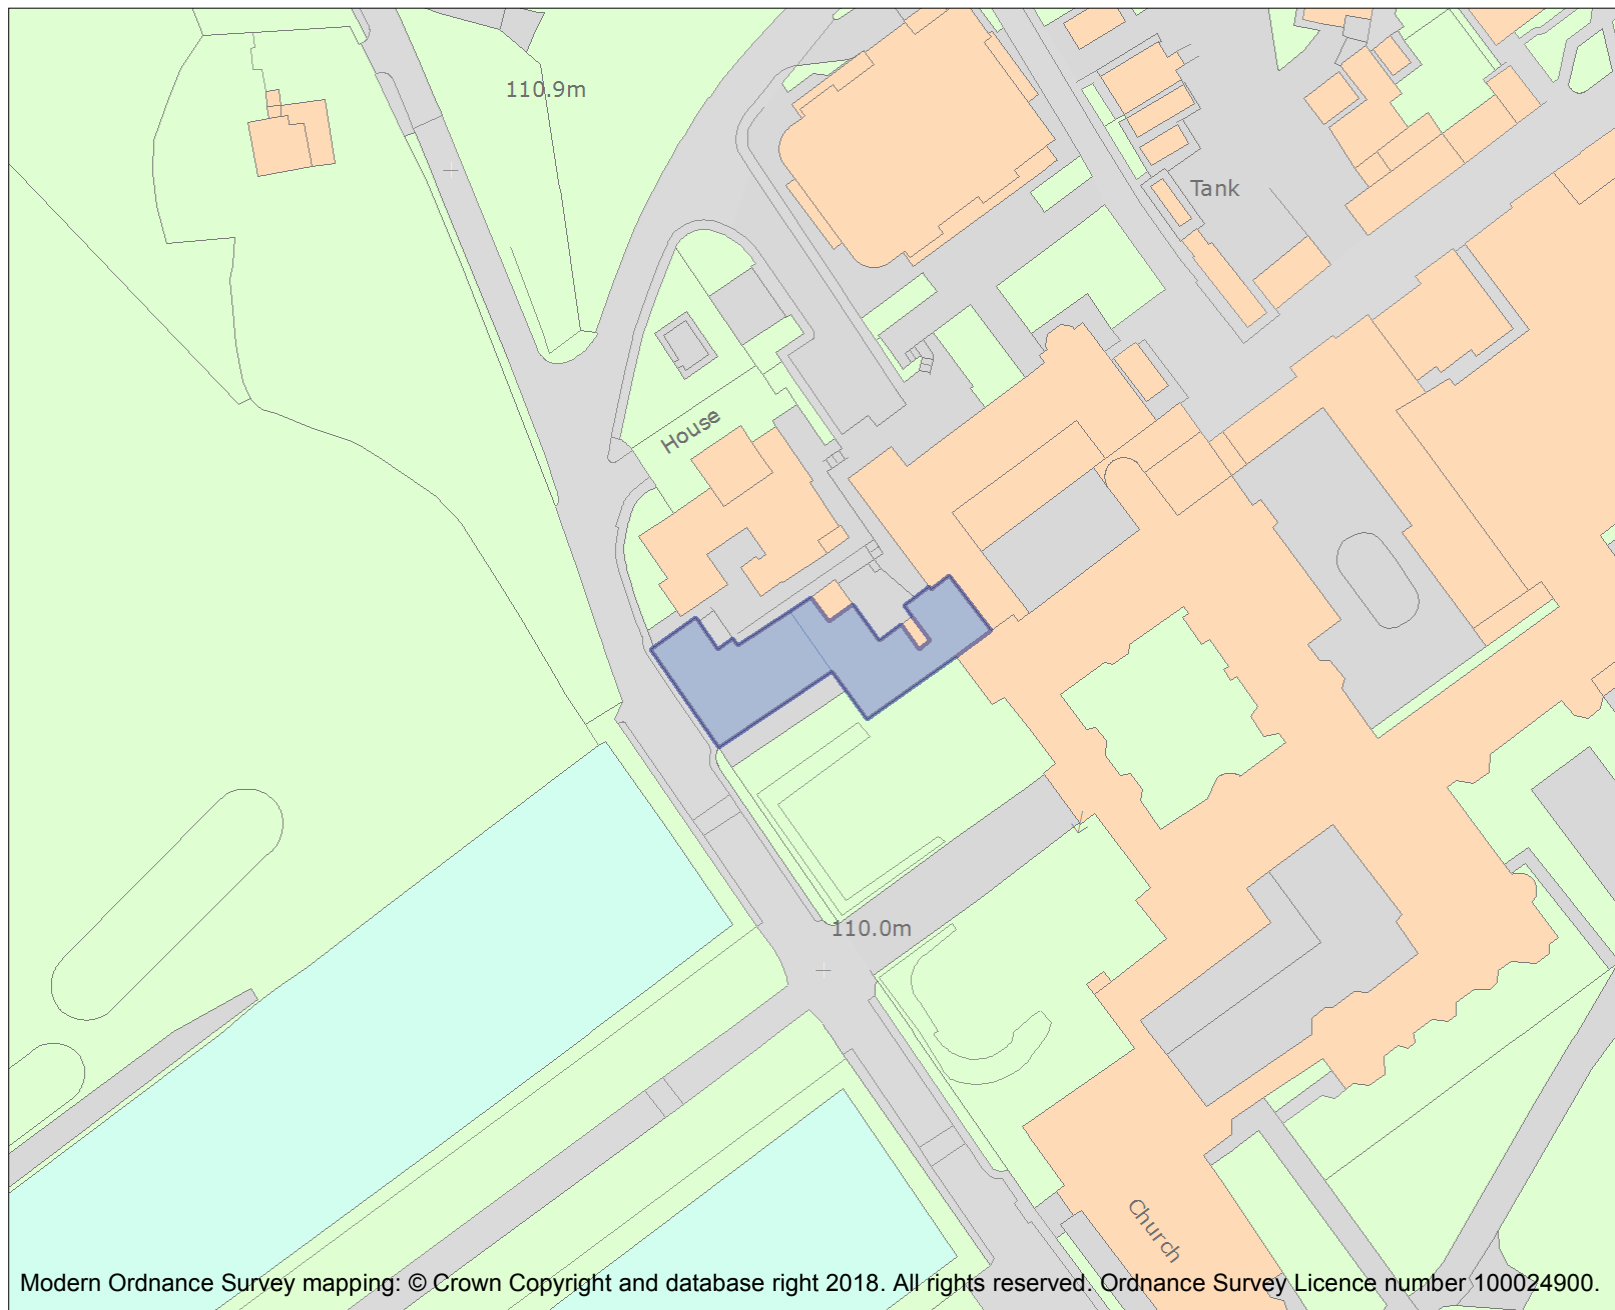 110.9m
Tank
House
110.0m
Church
Modern Ordnance Survey mapping: © Crown Copyright and database right 2018. All rights reserved. Ordnance Survey Licence number 100024900.